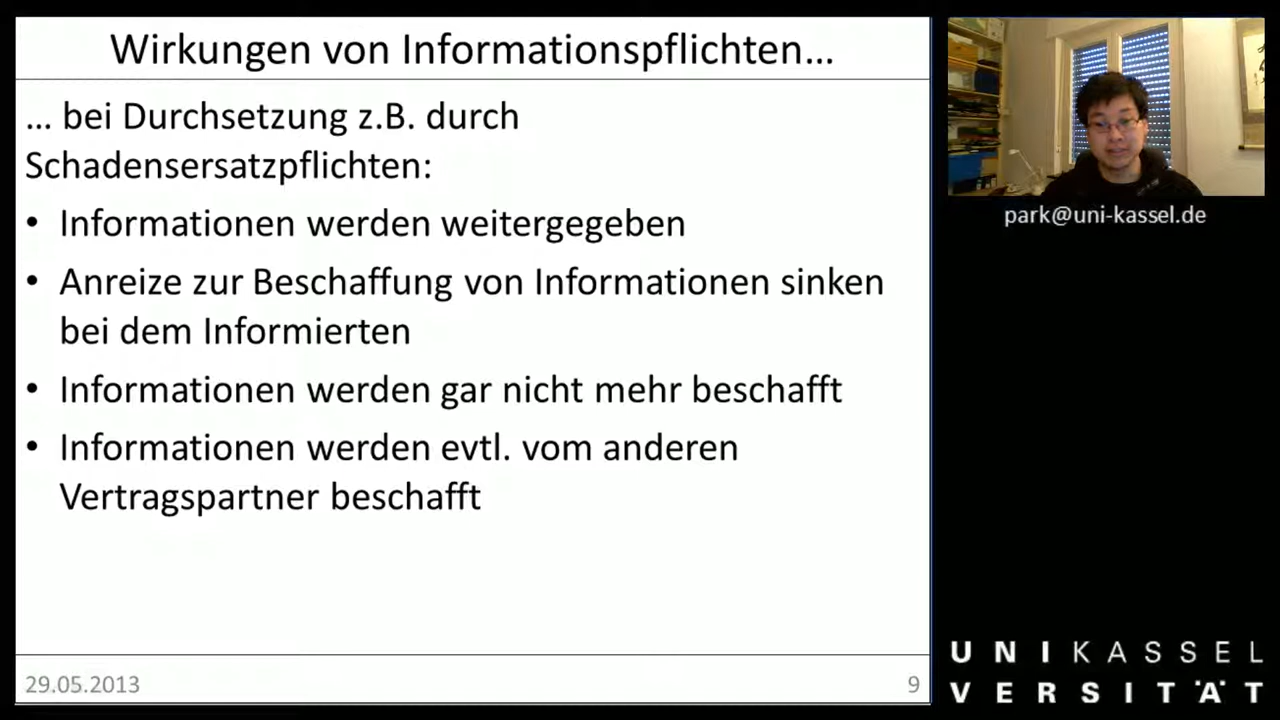 Wirkungen von Informationspflichten…
… bei Durchsetzung z.B. durch
Schadensersatzpflichten:
• Informationen werden weitergegeben
• Anreize zur Beschaffung von Informationen sinken
bei dem Informierten
• Informationen werden gar nicht mehr beschafft
• Informationen werden evtl. vom anderen
Vertragspartner beschafft
29.05.2013
9
park@uni-kassel.de
UNIKASSEL
VERSITÄT